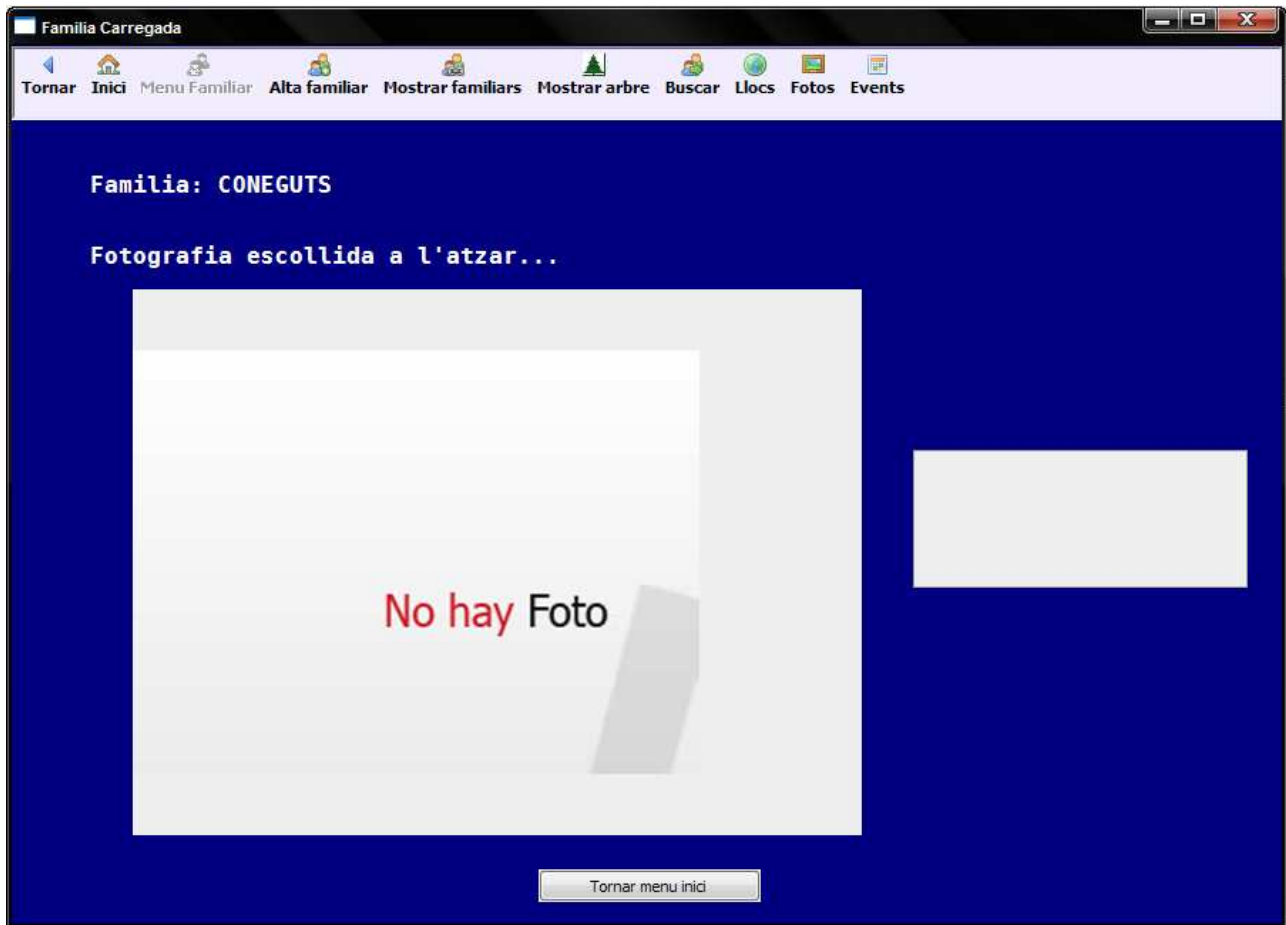 Familia Carregada
Tornar Inici Menu Familiar Alta familiar Mostrar familiars Mostrar arbre Buscar Llocs Fotos Events
Familia: CONEGUTS
Fotografia escollida a l'atzar...
No hay Foto
Tornar menu inici